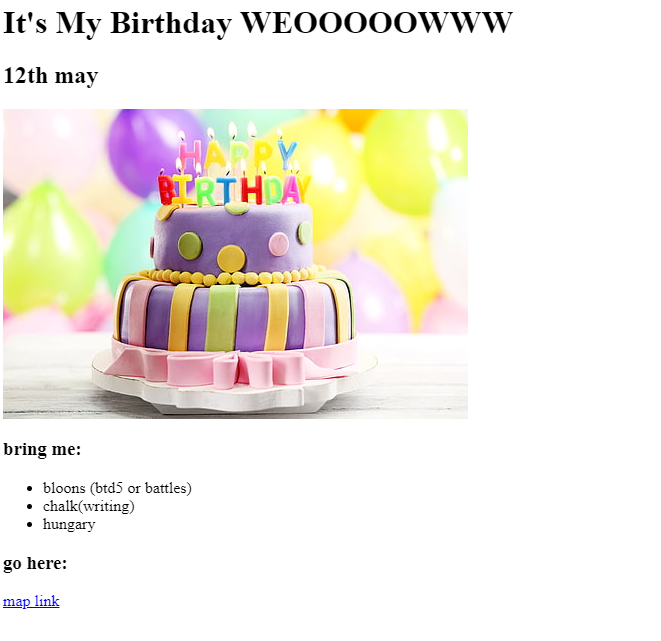 It's My Birthday WEOOOOOWWW
12th may
HAPPY
BIRTHDAY
bring me:
bloons (btd5 or battles)
chalk(writing)
hungary
go here:
map link